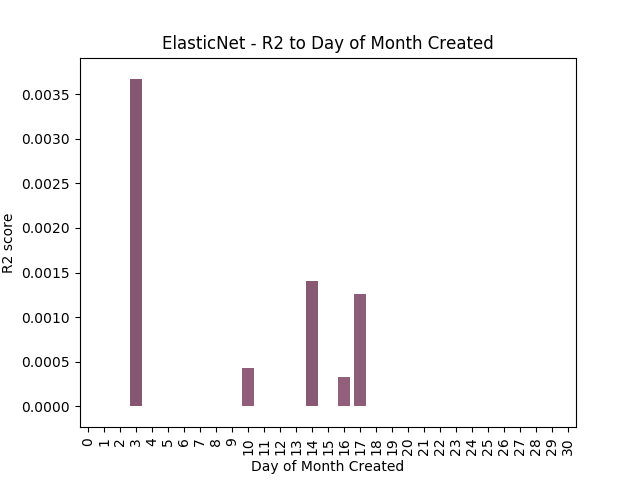 ElasticNet - R2 to Day of Month Created
0.0035
0.0030
0.0025
0.0020
0.0015
0.0010
0.0005
0.0000
R2 score
0 1 2 3 4 5 6 7 8 9 10 11 12 13 14 15 16 17 18 19 20 21 22 23 24 25 26 27 28 29 30
Day of Month Created